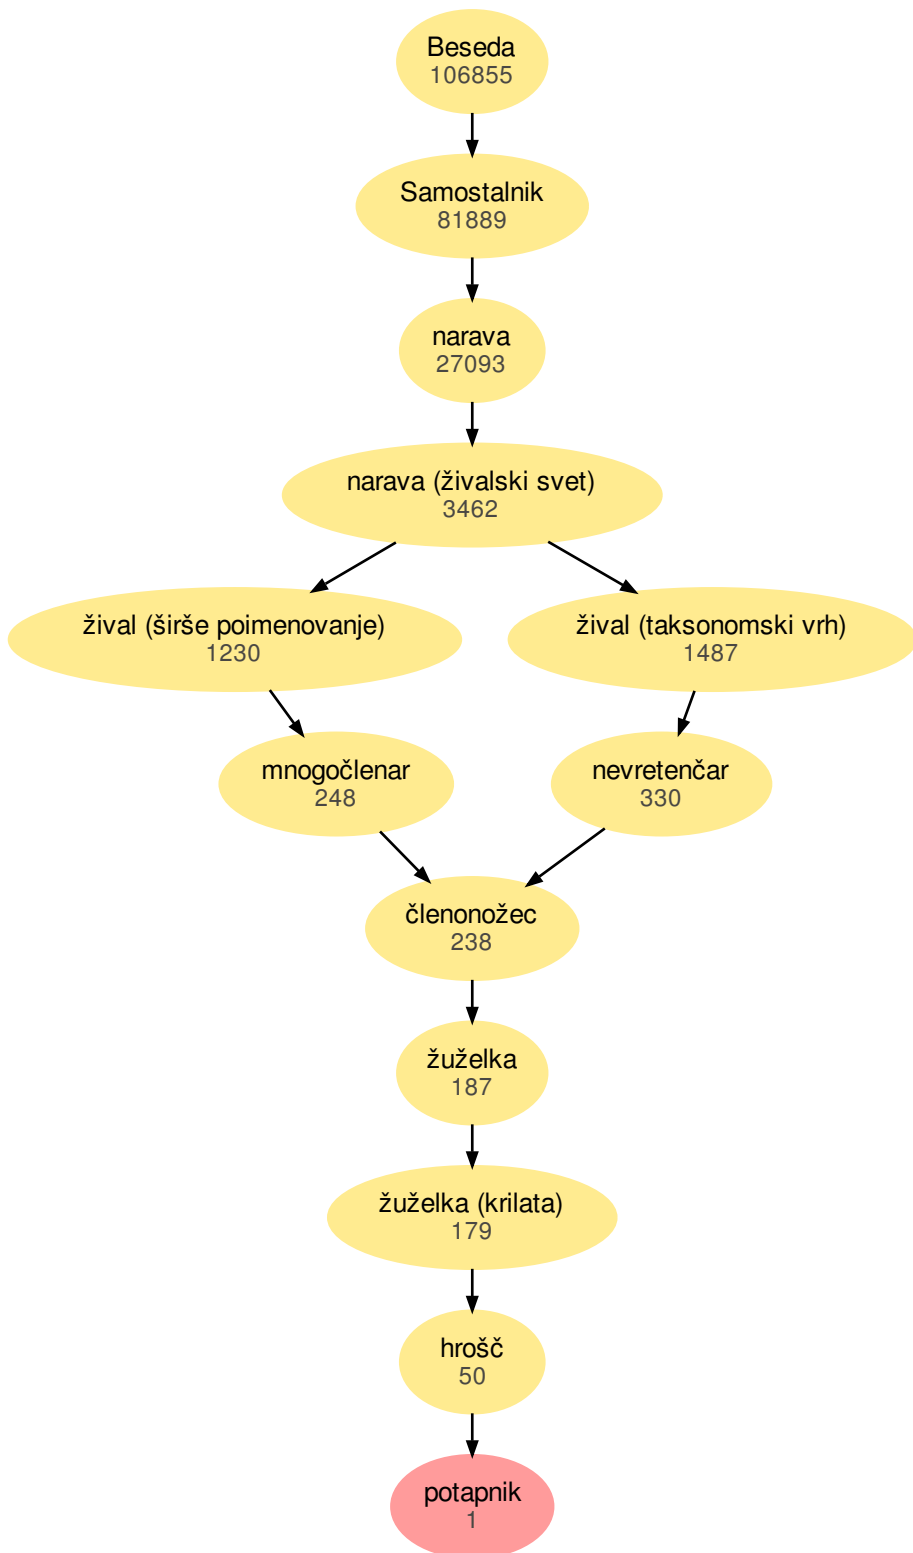 Beseda
106855
Samostalnik
81889
narava
27093
narava (živalski svet)
3462
žival (širše poimenovanje)
1230
žival (taksonomski vrh)
1487
mnogočlenar
248
nevretenčar
330
členonožec
238
žuželka
187
žuželka (krilata)
179
hrošč
50
potapnik
1